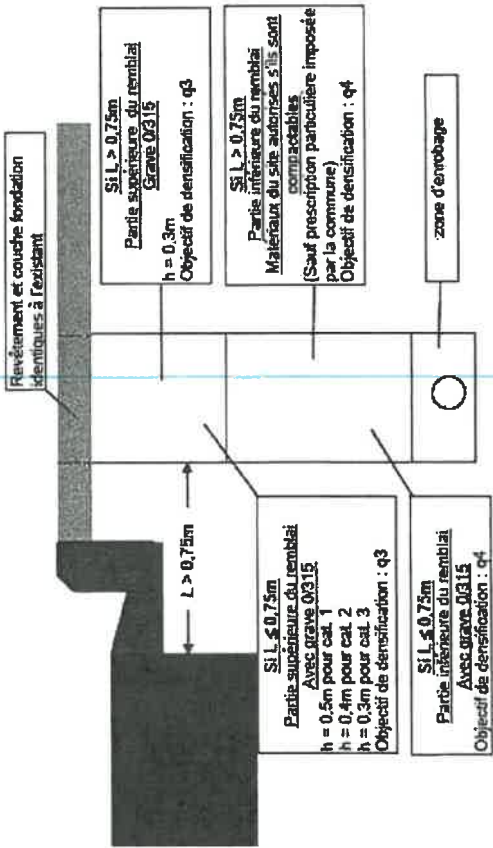 Revêtement et couche fondation
identiques à l'existant
Si L > 0,75m
Partie supérieure du remblai
Grave 0/315
h = 0.3m
Objectif de densification : q3
Si L > 0,75m
Partie inférieure du remblai
Matériaux du site autorisés s'ils sont
compactables
(Sauf prescription particulière imposée
par la commune)
Objectif de densification : q4
zone d'enrobage
L > 0,75m
Si L ≤ 0,75m
Partie supérieure du remblai
Avec grave 0/315
h = 0,5m pour cat. 1
h = 0,4m pour cat. 2
h = 0,3m pour cat. 3
Objectif de densification : q3
Si L ≤ 0,75m
Partie inférieure du remblai
Avec grave 0/315
Objectif de densification : q4